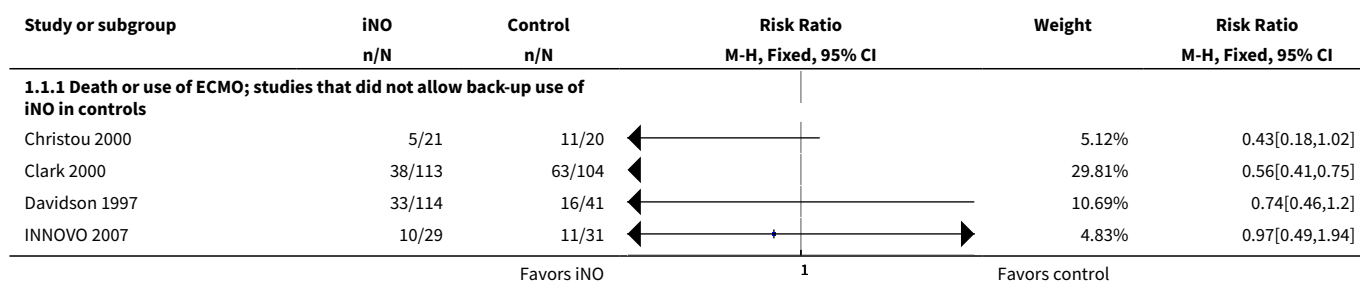 Study or subgroup iNO Control Risk Ratio Weight Risk Ratio
n/N n/N M-H, Fixed, 95% CI M-H, Fixed, 95% CI
1.1.1 Death or use of ECMO; studies that did not allow back-up use of
iNO in controls
Christou 2000 5/21 11/20 5.12% 0.43[0.18,1.02]
Clark 2000 38/113 63/104 29.81% 0.56[0.41,0.75]
Davidson 1997 33/114 16/41 10.69% 0.74[0.46,1.2]
INNOVO 2007 10/29 11/31 4.83% 0.97[0.49,1.94]
Favors iNO 1 Favors control